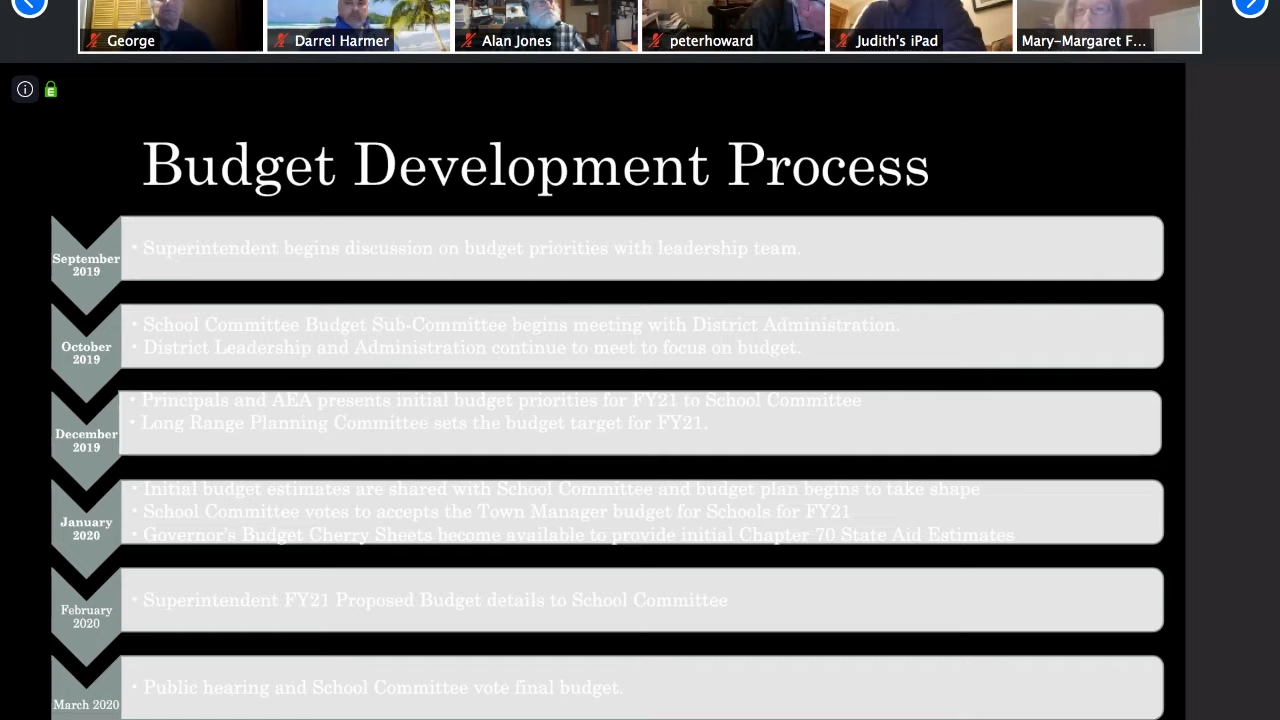 George
Darrel Harmer
Alan Jones
peterhoward
Judith's iPad
Mary-Margaret F...
E
Budget Development Process
September
2019
• Superintendent begins discussion on budget priorities with leadership team.
October
2019
• School Committee Budget Sub-Committee begins meeting with District Administration.
• District Leadership and Administration continue to meet to focus on budget.
December
2019
• Principals and AEA presents initial budget priorities for FY21 to School Committee
• Long Range Planning Committee sets the budget target for FY21.
January
2020
• Initial budget estimates are shared with School Committee and budget plan begins to take shape
• School Committee votes to accepts the Town Manager budget for Schools for FY21
• Governor's Budget Cherry Sheets become available to provide initial Chapter 70 State Aid Estimates
February
2020
• Superintendent FY21 Proposed Budget details to School Committee
March 2020
• Public hearing and School Committee vote final budget.